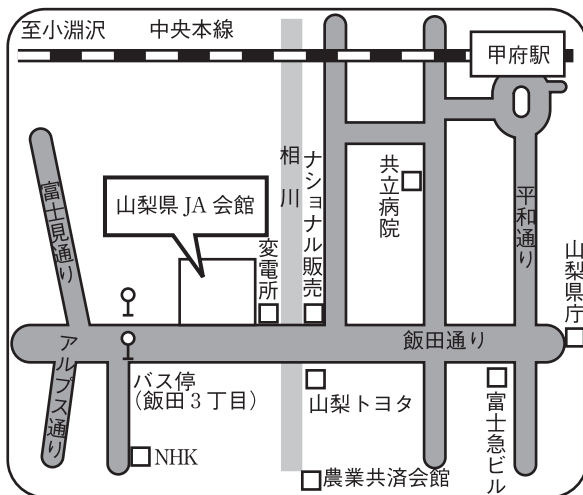 至小淵沢
中央本線
甲府駅
相川
ナショナル販売
共立病院
平和通り
富士見通り
山梨県 JA 会館
変電所
山梨県庁
飯田通り
アルプス通り
バス停
（飯田３丁目）
山梨トヨタ
富士急ビル
NHK
農業共済会館